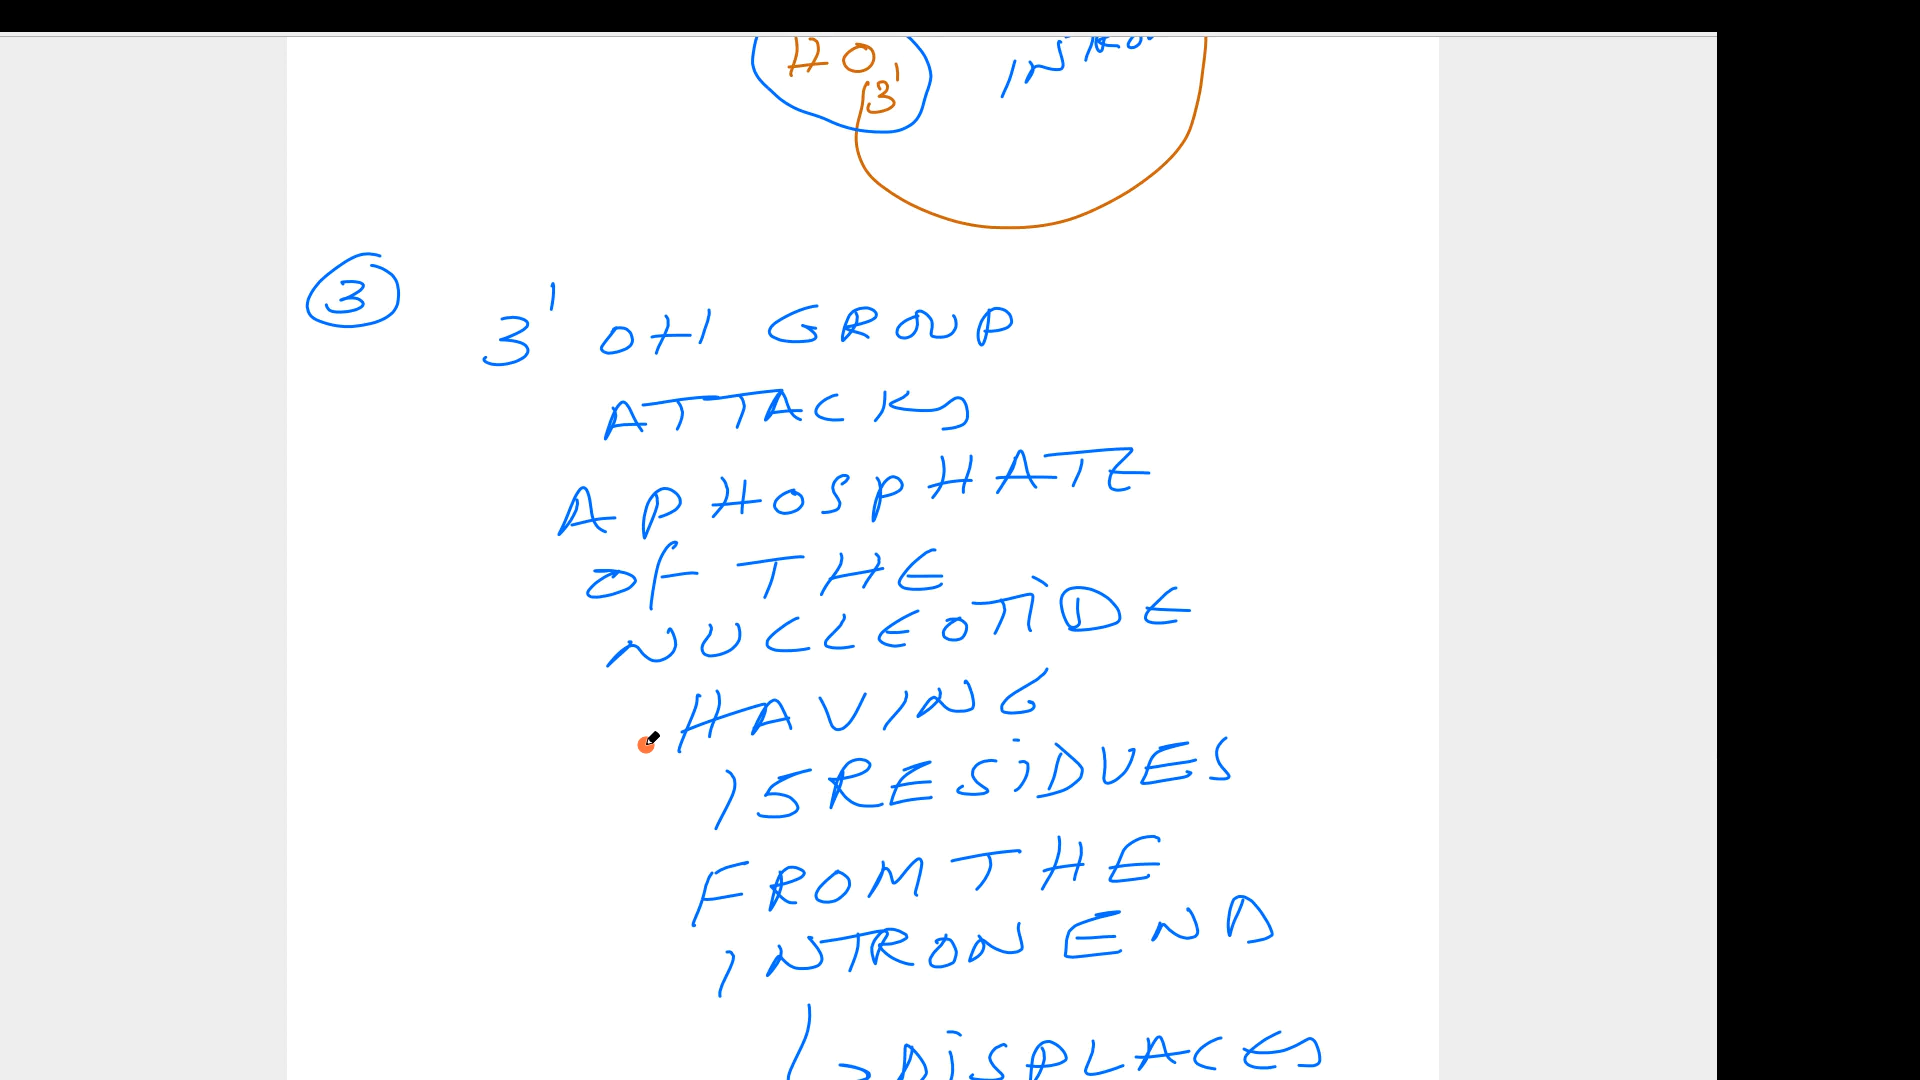 HO
3'
INTRO
3
3' OH GROUP
ATTACKS
A PHOSPHATE
OF THE
NUCLEOTIDE
HAVING
15 RESIDUES
FROM THE
INTRON END
DISPLACES